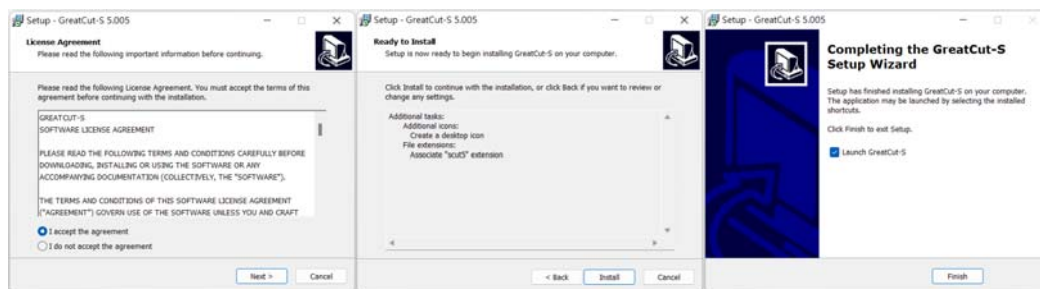 Setup - GreatCut-S 5.005
License Agreement
Please read the following important information before continuing.
Please read the following License Agreement. You must accept the terms of this
agreement before continuing with the installation.
GREATCUT-S
SOFTWARE LICENSE AGREEMENT
PLEASE READ THE FOLLOWING TERMS AND CONDITIONS CAREFULLY BEFORE
DOWNLOADING, INSTALLING OR USING THE SOFTWARE OR ANY
ACCOMPANYING DOCUMENTATION (COLLECTIVELY, THE "SOFTWARE").
THE TERMS AND CONDITIONS OF THIS SOFTWARE LICENSE AGREEMENT
("AGREEMENT") GOVERN USE OF THE SOFTWARE UNLESS YOU AND CRAFT
I accept the agreement
I do not accept the agreement
Next >
Cancel
Setup - GreatCut-S 5.005
Ready to Install
Setup is now ready to begin installing GreatCut-S on your computer.
Click Install to continue with the installation, or click Back if you want to review or
change any settings.
Additional tasks:
Additional icons:
Create a desktop icon
File extensions:
Associate "scut5" extension
< Back
Install
Cancel
Setup - GreatCut-S 5.005
Completing the GreatCut-S
Setup Wizard
Setup has finished installing GreatCut-S on your computer.
The application may be launched by selecting the installed
shortcuts.
Click Finish to exit Setup.
Launch GreatCut-S
Finish